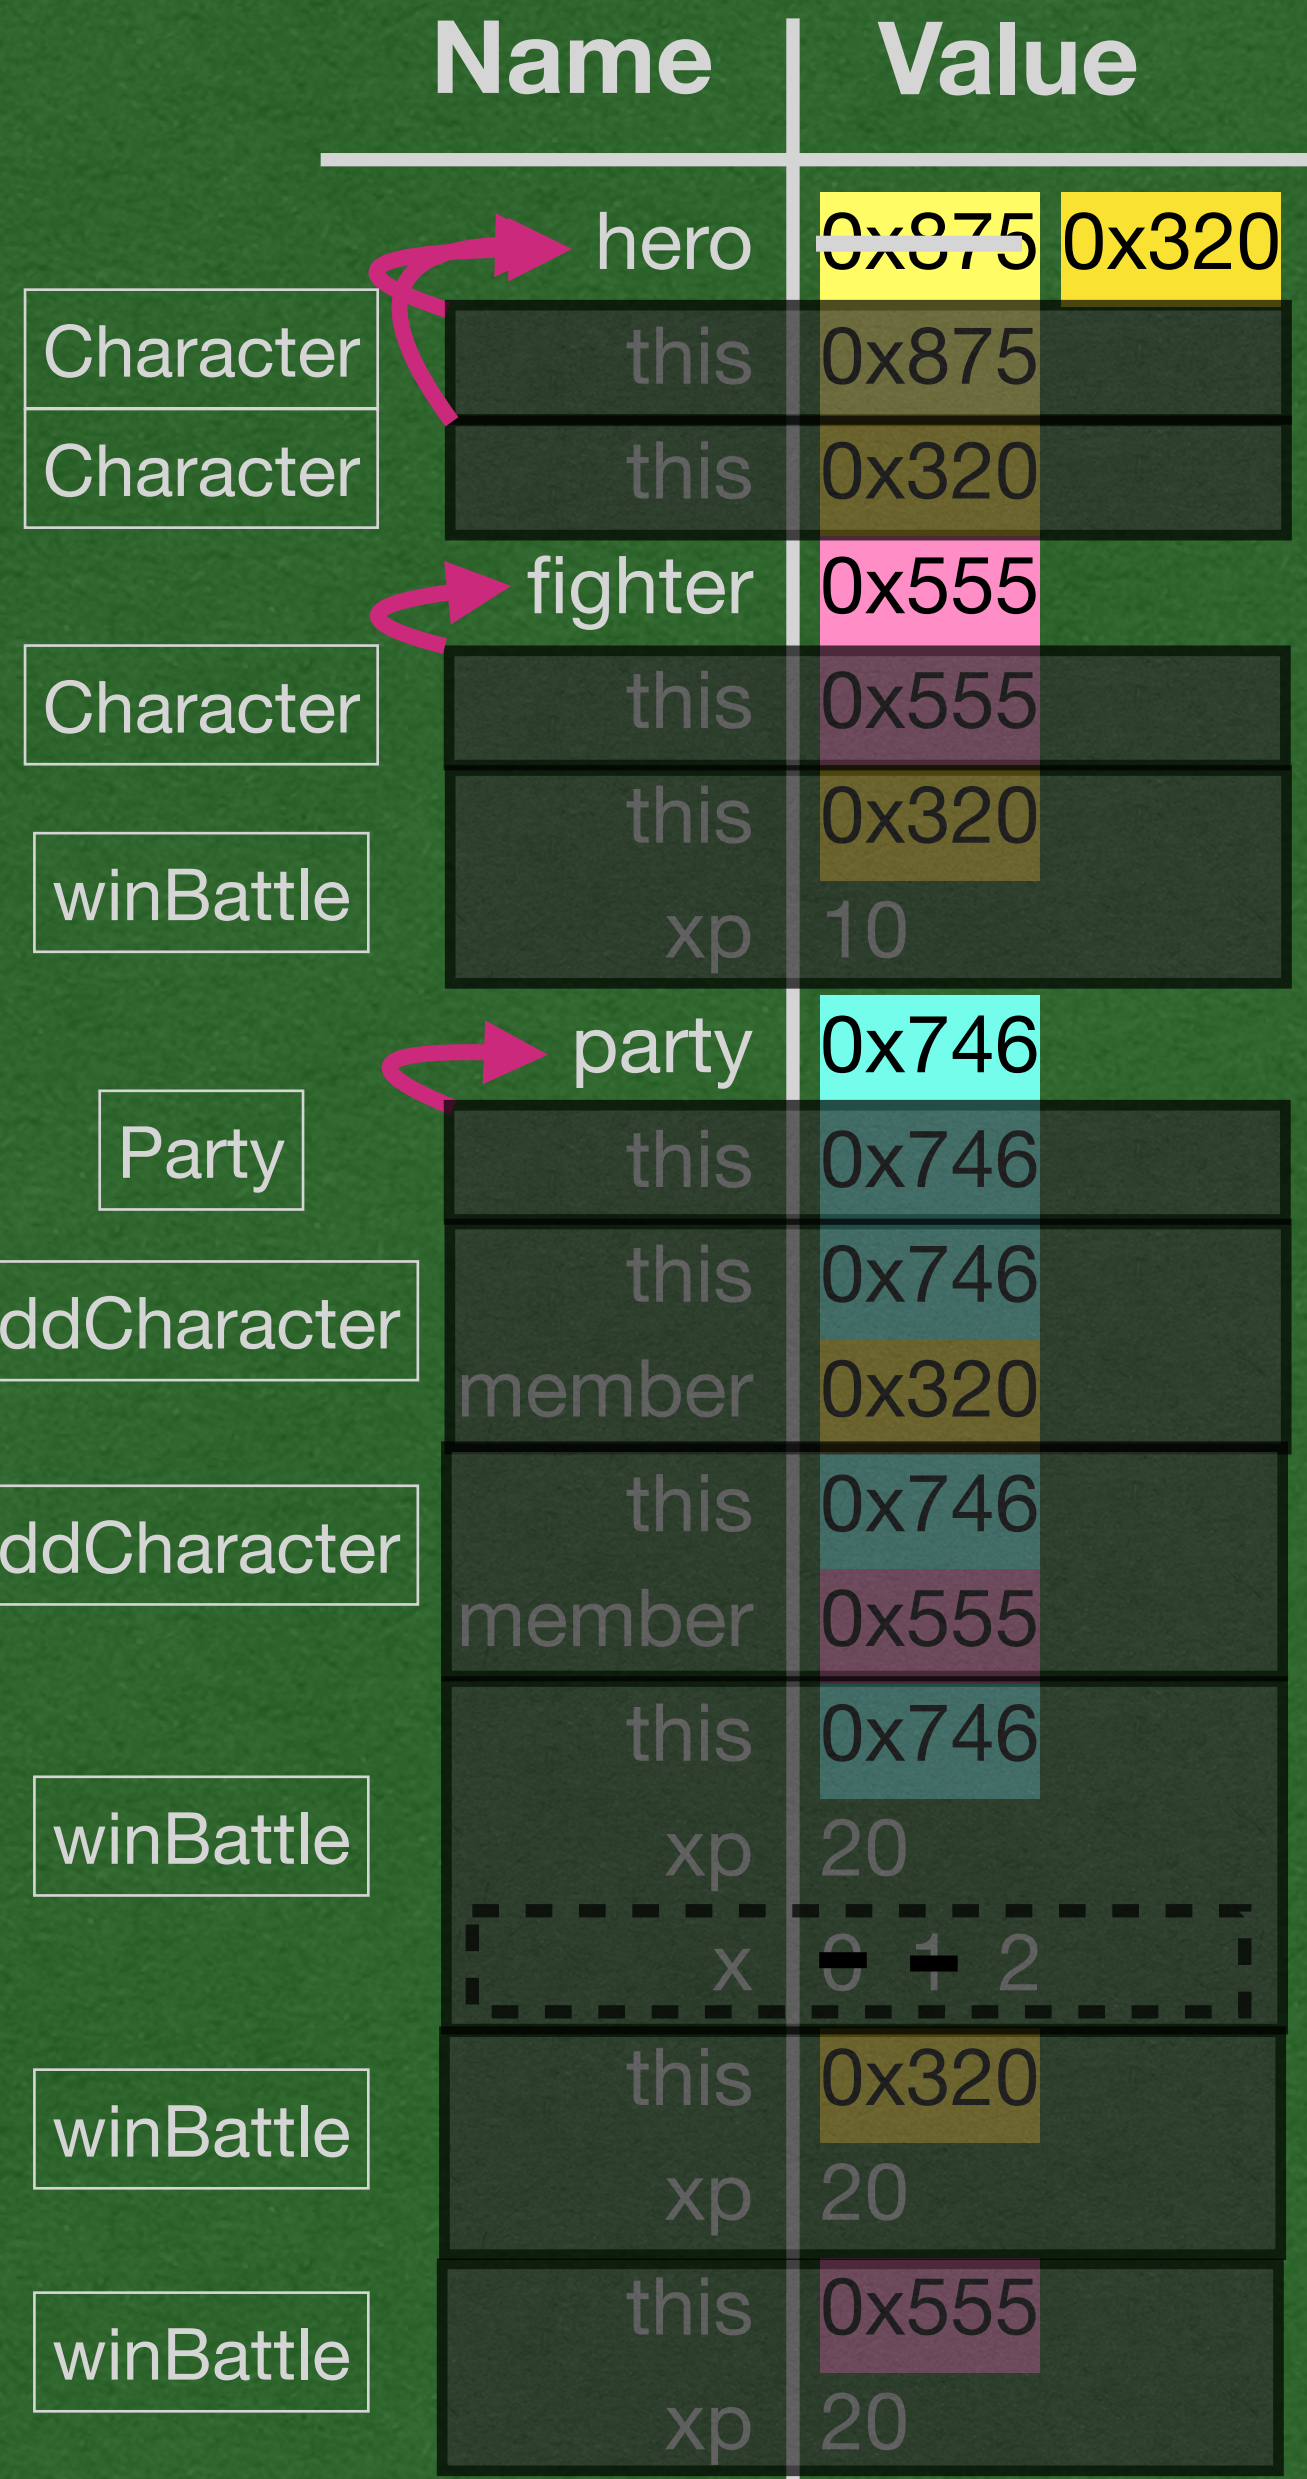 Name Value
hero 0x875 0x320
Character this 0x875
Character this 0x320
fighter 0x555
Character this 0x555
this 0x320
winBattle
xp 10
party 0x746
Party this 0x746
this 0x746
ddCharacter
member 0x320
this 0x746
ddCharacter
member 0x555
this 0x746
winBattle
xp 20
x 0 1 2
this 0x320
winBattle
xp 20
this 0x555
winBattle
xp 20